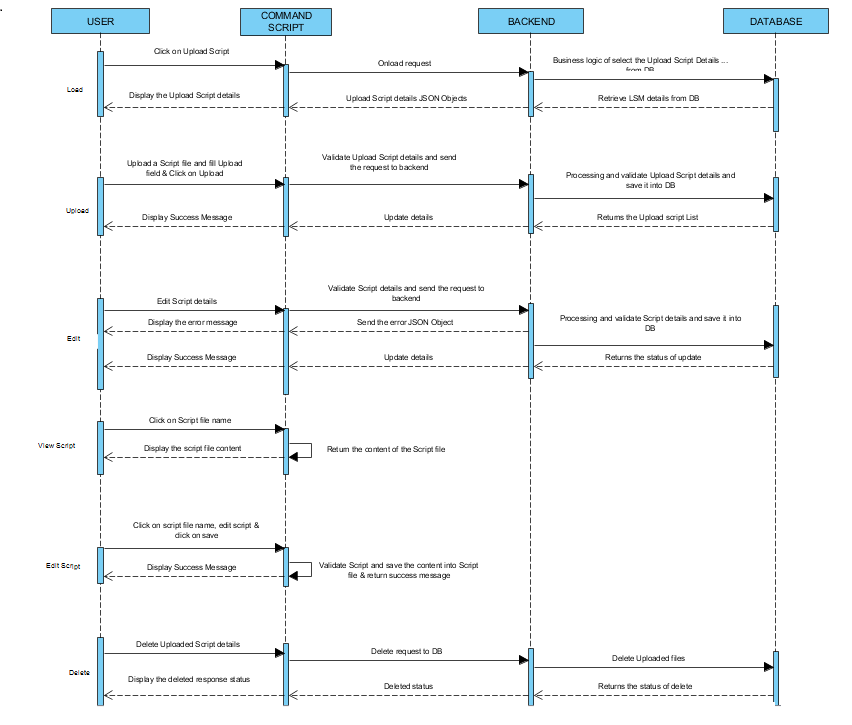 USER
COMMAND
SCRIPT
BACKEND
DATABASE
Click on Upload Script
Onload request
Business logic of select the Upload Script Details ...
from DB
Load
Display the Upload Script details
Upload Script details JSON Objects
Retrieve LSM details from DB
Upload a Script file and fill Upload
field & Click on Upload
Validate Upload Script details and send
the request to backend
Processing and validate Upload Script details and
save it into DB
Upload
Display Success Message
Update details
Returns the Upload script List
Edit Script details
Validate Script details and send the request to
backend
Display the error message
Send the error JSON Object
Processing and validate Script details and save it into
DB
Edit
Display Success Message
Update details
Returns the status of update
Click on Script file name
View Script
Display the script file content
Return the content of the Script file
Click on script file name, edit script &
click on save
Edit Script
Display Success Message
Validate Script and save the content into Script
file & return success message
Delete Uploaded Script details
Delete request to DB
Delete Uploaded files
Delete
Display the deleted response status
Deleted status
Returns the status of delete